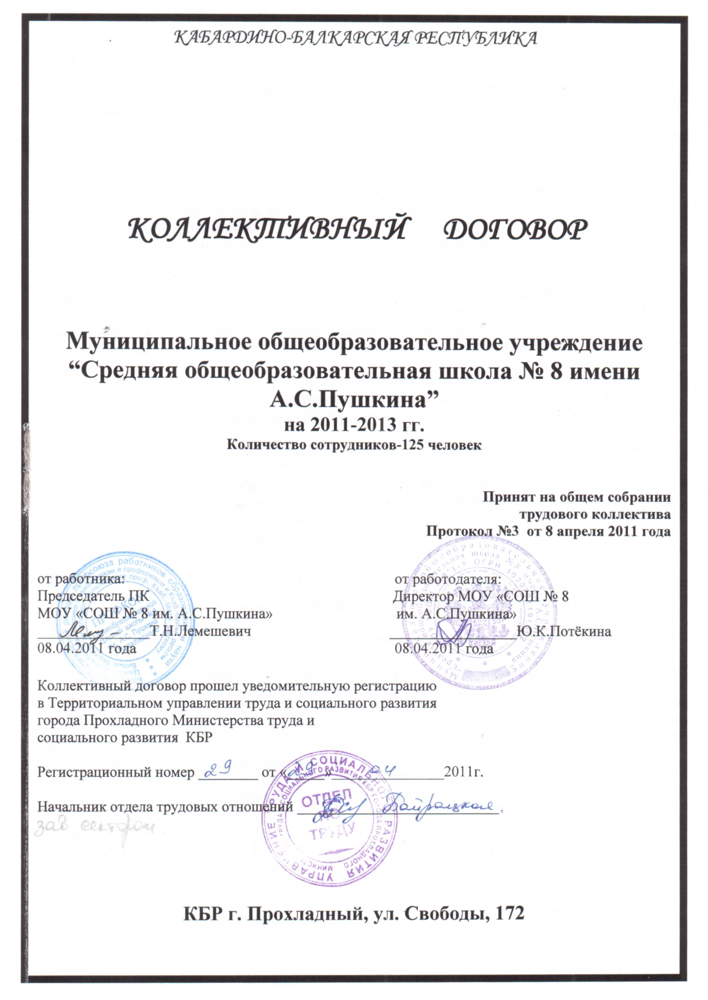 КАБАРДИНО-БАЛКАРСКАЯ РЕСПУБЛИКА
КОЛЛЕКТИВНЫЙ ДОГОВОР
Муниципальное общеобразовательное учреждение
“Средняя общеобразовательная школа № 8 имени
А.С.Пушкина”
на 2011-2013 гг.
Количество сотрудников-125 человек
Принят на общем собрании
трудового коллектива
Протокол №3 от 8 апреля 2011 года
от работника:
Председатель ПК
МОУ «СОШ № 8 им. А.С.Пушкина»
Т.Н.Лемешевич
08.04.2011 года
от работодателя:
Директор МОУ «СОШ № 8
им. А.С.Пушкина»
Ю.К.Потёкина
08.04.2011 года
Коллективный договор прошел уведомительную регистрацию
в Территориальном управлении труда и социального развития
города Прохладного Министерства труда и
социального развития КБР
Регистрационный номер 29 от «29» 04 2011г.
Начальник отдела трудовых отношений
зав сектором
ОТДЕЛ
ПО
ТРУДУ
КБР г. Прохладный, ул. Свободы, 172